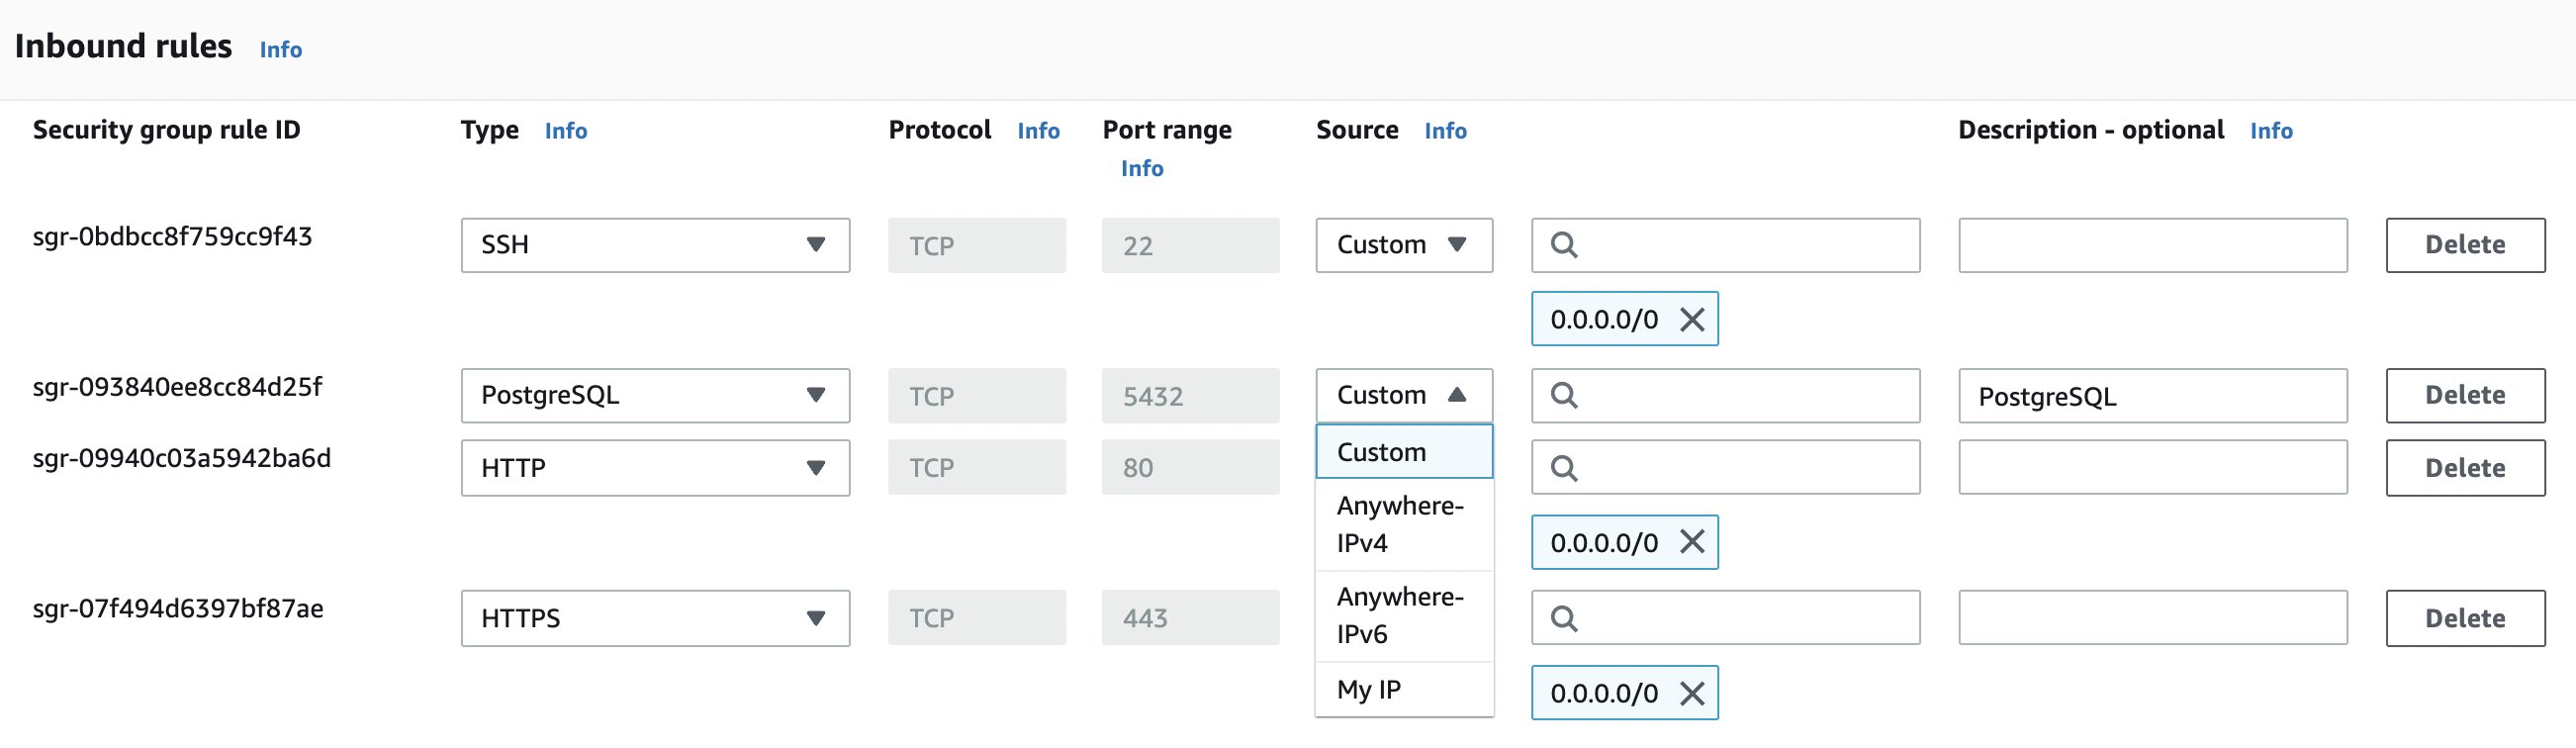 Inbound rules Info
Security group rule ID Type Info Protocol Info Port range Info Source Info Description - optional Info
sgr-0bdbcc8f759cc9f43 SSH TCP 22 Custom Delete
0.0.0.0/0
sgr-093840ee8cc84d25f PostgreSQL TCP 5432 Custom PostgreSQL Delete
sgr-09940c03a5942ba6d HTTP TCP 80 Custom Delete
Anywhere-
IPv4 0.0.0.0/0
Anywhere-
sgr-07f494d6397bf87ae HTTPS TCP 443 Delete
IPv6
My IP 0.0.0.0/0